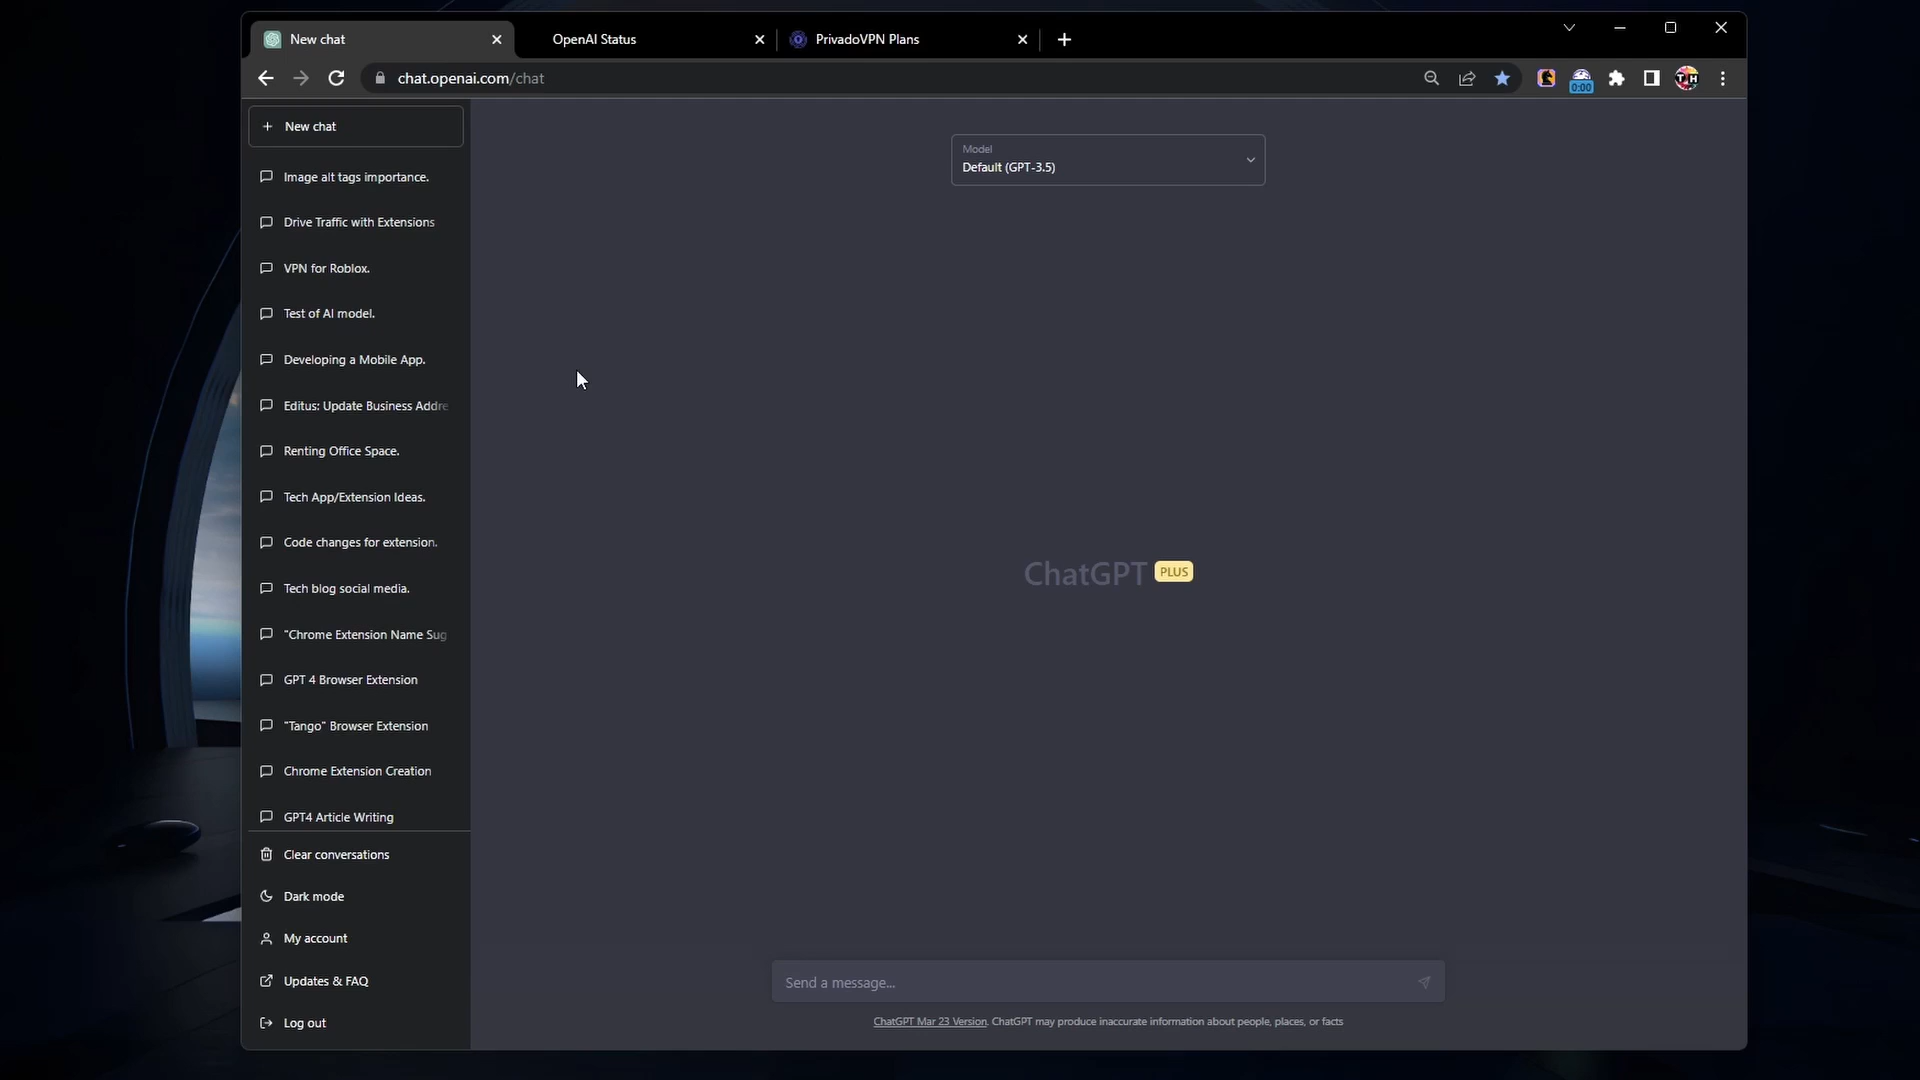 New chat
OpenAI Status
PrivadoVPN Plans
chat.openai.com/chat
0:00
TH
New chat
Image alt tags importance.
Drive Traffic with Extensions
VPN for Roblox.
Test of AI model.
Developing a Mobile App.
Editus: Update Business Addre
Renting Office Space.
Tech App/Extension Ideas.
Code changes for extension.
Tech blog social media.
"Chrome Extension Name Sug
GPT 4 Browser Extension
"Tango" Browser Extension
Chrome Extension Creation
GPT4 Article Writing
Clear conversations
Dark mode
My account
Updates & FAQ
Log out
Model
Default (GPT-3.5)
ChatGPT PLUS
Send a message...
ChatGPT Mar 23 Version. ChatGPT may produce inaccurate information about people, places, or facts